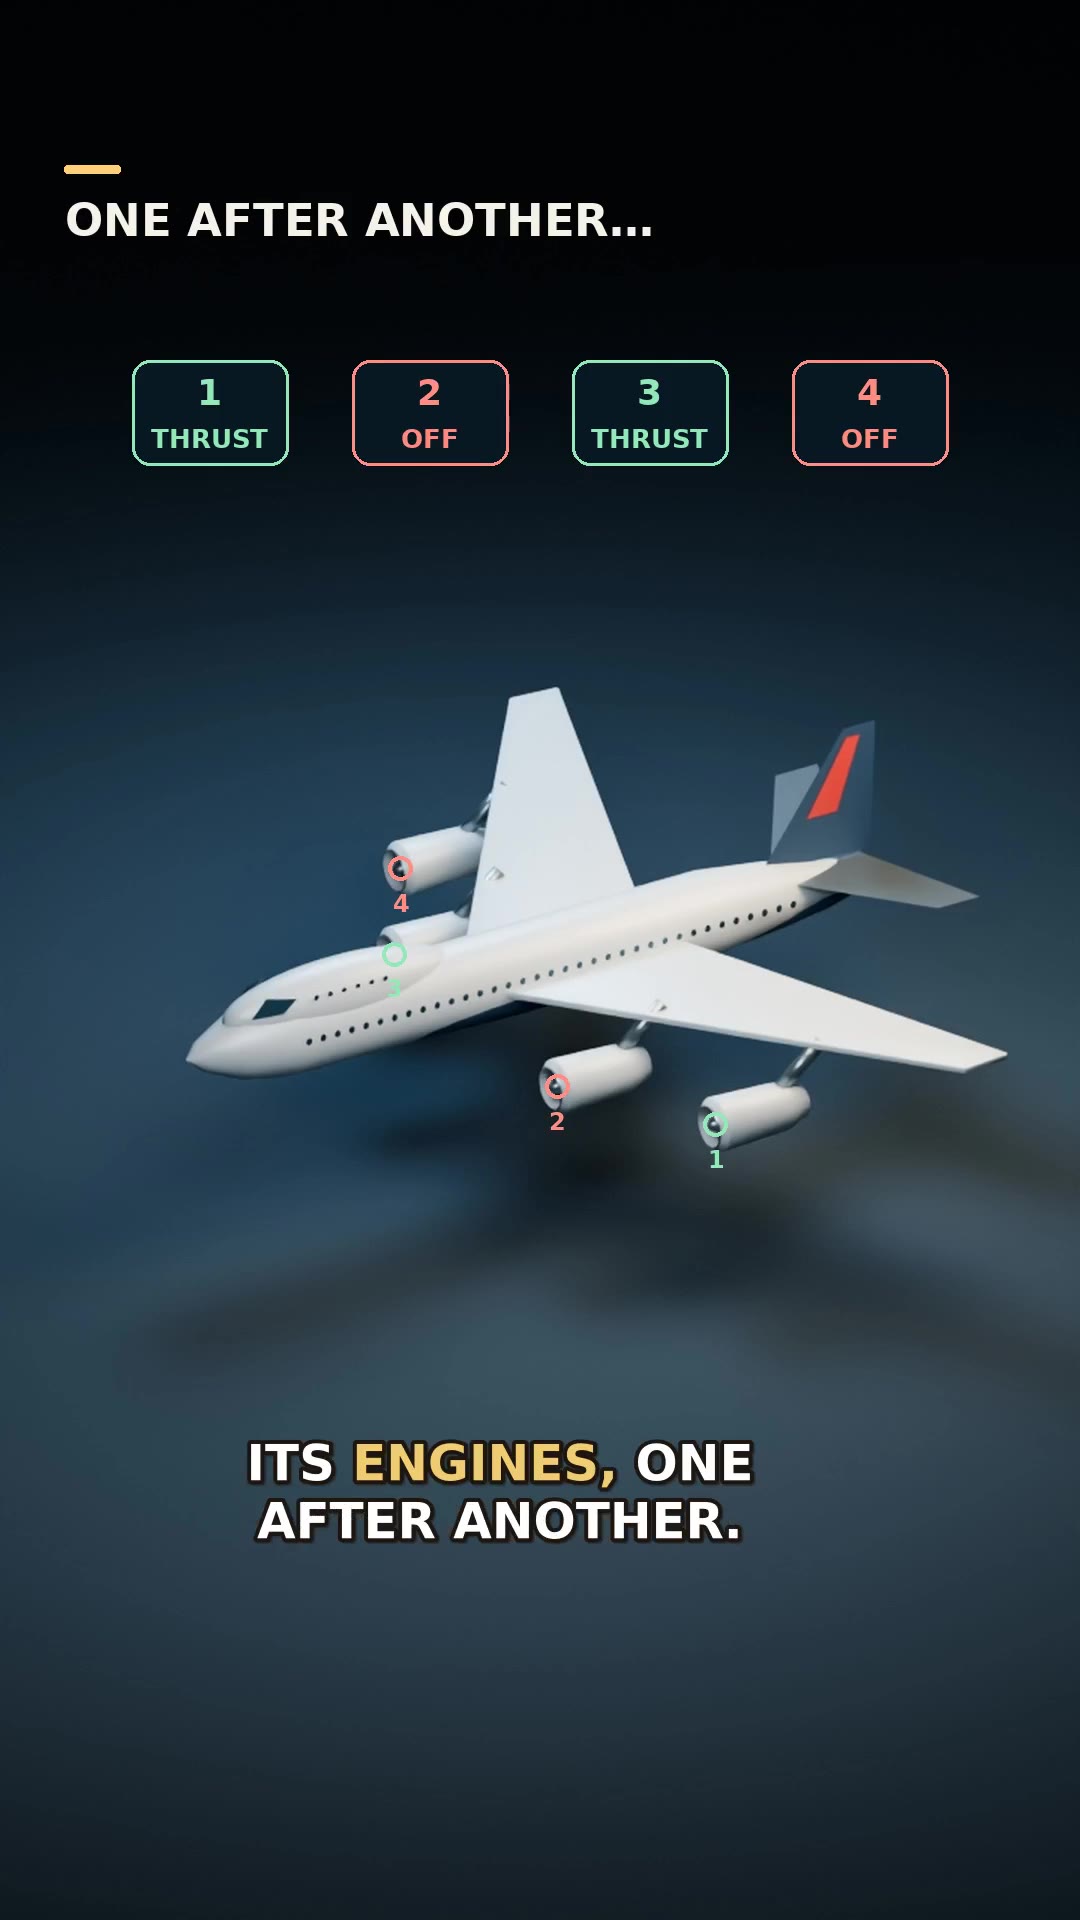 ONE AFTER ANOTHER...
1
THRUST
2
OFF
3
THRUST
4
OFF
4
3
2
1
ITS ENGINES, ONE
AFTER ANOTHER.